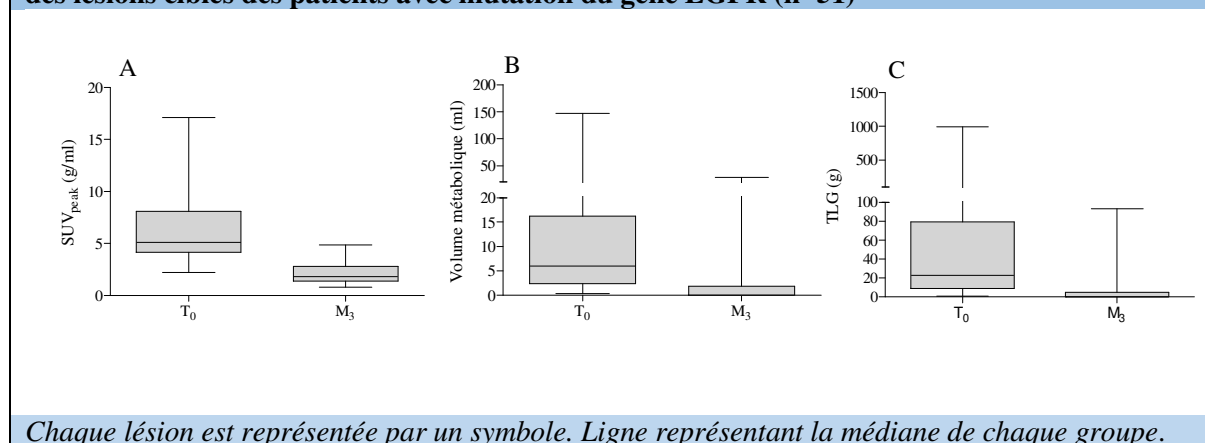 des lésions cibles des patients avec mutation du gène EGFR (n=31)
A
B
C
20
15
10
5
0
SUVpeak (g/ml)
T0
M3
200
150
100
50
20
15
10
5
0
Volume métabolique (ml)
T0
M3
1500
1000
500
100
80
60
40
20
0
TLG (g)
T0
M3
Chaque lésion est représentée par un symbole. Ligne représentant la médiane de chaque groupe.